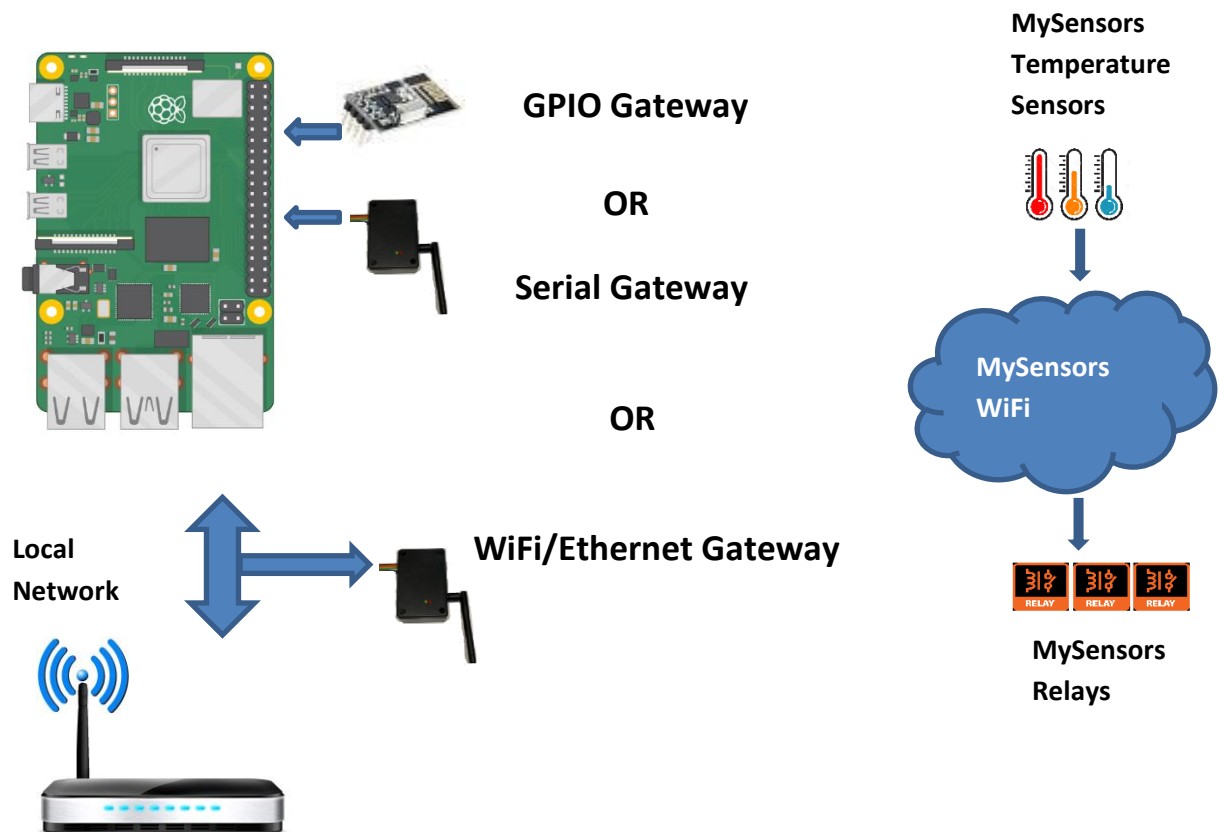 GPIO Gateway
OR
Serial Gateway
OR
WiFi/Ethernet Gateway
Local
Network
MySensors
Temperature
Sensors
MySensors
WiFi
RELAY
RELAY
RELAY
MySensors
Relays